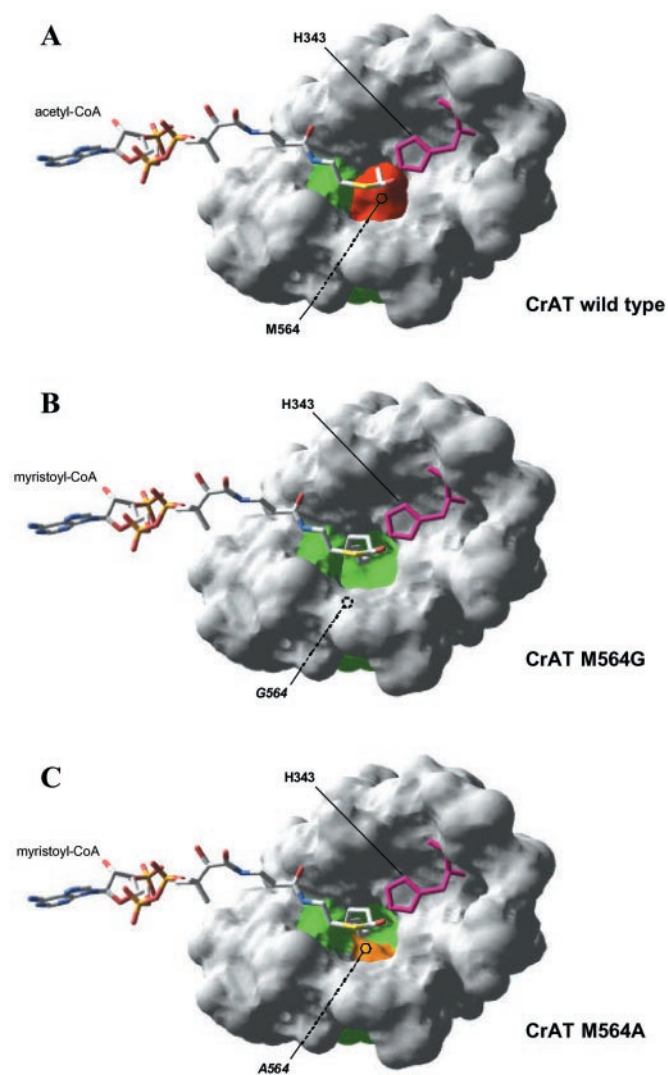 A
H343
acetyl-CoA
M564
CrAT wild type
B
H343
myristoyl-CoA
G564
CrAT M564G
C
H343
myristoyl-CoA
A564
CrAT M564A